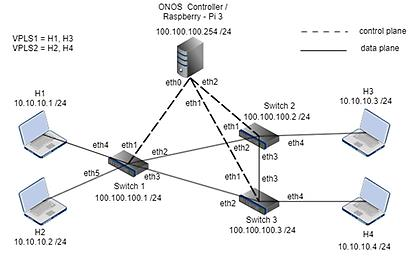 ONOS Controller /
Raspberry - Pi 3
100.100.100.254 /24
control plane
data plane
VPLS1 = H1, H3
VPLS2 = H2, H4
eth0
eth2
eth1
H1
10.10.10.1 /24
H3
10.10.10.3 /24
Switch 2
100.100.100.2 /24
eth1
eth2
eth4
eth3
eth4
eth1
eth2
eth3
eth5
Switch 1
100.100.100.1 /24
eth3
eth1
eth2
eth4
Switch 3
100.100.100.3 /24
H2
10.10.10.2 /24
H4
10.10.10.4 /24